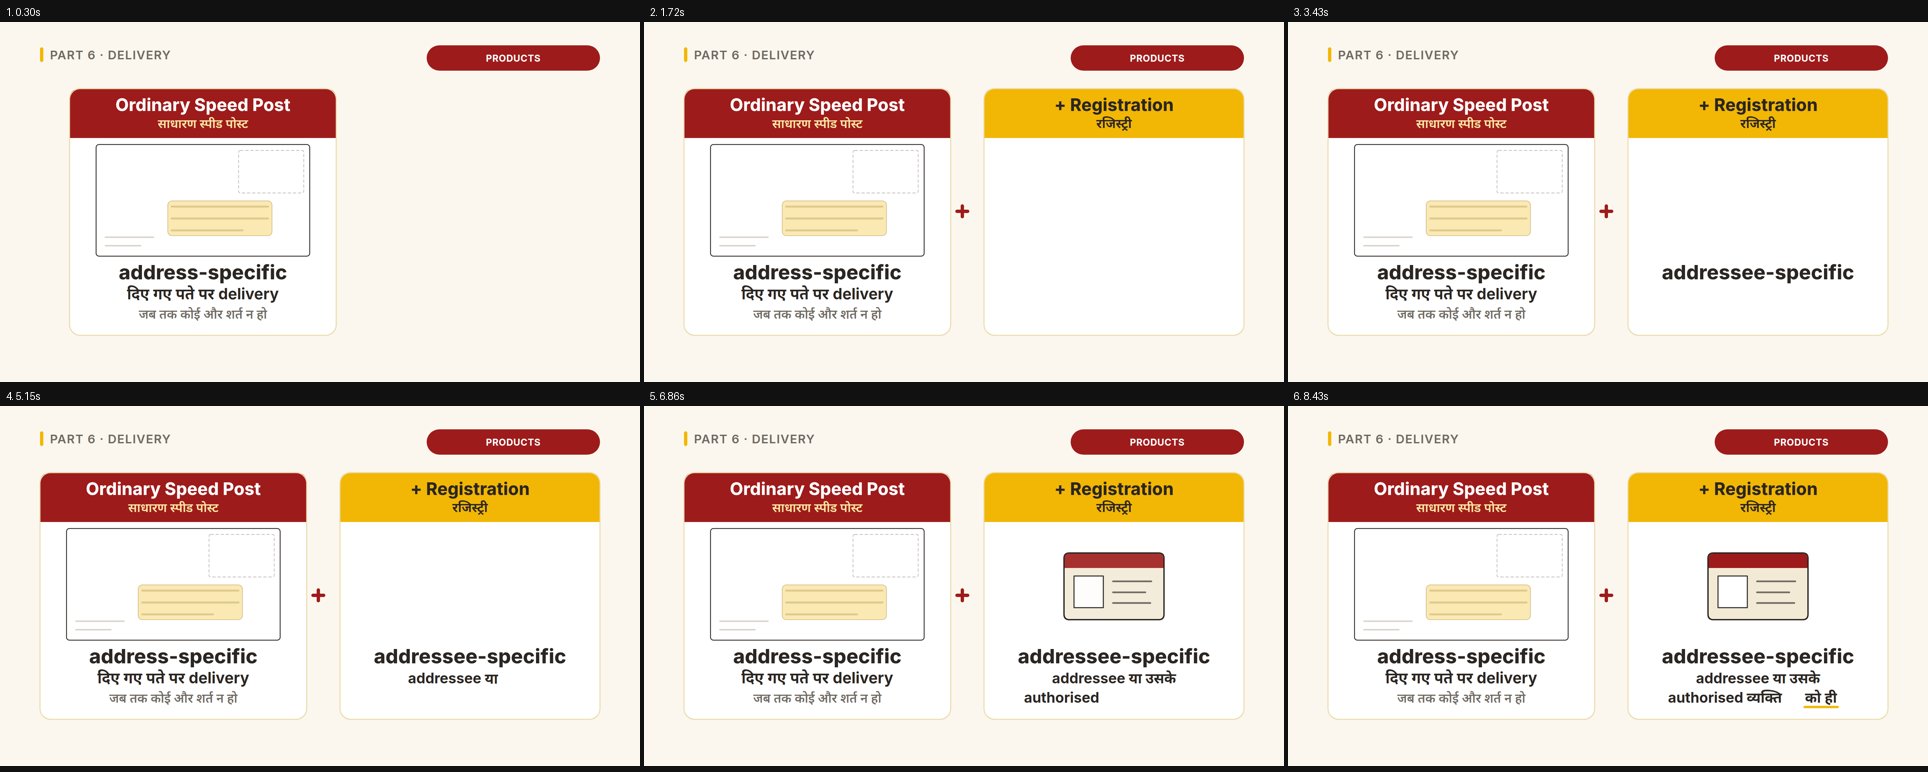 1. 0.30s
PART 6 · DELIVERY
PRODUCTS
Ordinary Speed Post
साधारण स्पीड पोस्ट
address-specific
दिए गए पते पर delivery
जब तक कोई और शर्त न हो
2. 1.72s
PART 6 · DELIVERY
PRODUCTS
Ordinary Speed Post
साधारण स्पीड पोस्ट
address-specific
दिए गए पते पर delivery
जब तक कोई और शर्त न हो
+
+ Registration
रजिस्ट्री
3. 3.43s
PART 6 · DELIVERY
PRODUCTS
Ordinary Speed Post
साधारण स्पीड पोस्ट
address-specific
दिए गए पते पर delivery
जब तक कोई और शर्त न हो
+
+ Registration
रजिस्ट्री
addressee-specific
4. 5.15s
PART 6 · DELIVERY
PRODUCTS
Ordinary Speed Post
साधारण स्पीड पोस्ट
address-specific
दिए गए पते पर delivery
जब तक कोई और शर्त न हो
+
+ Registration
रजिस्ट्री
addressee-specific
addressee या
5. 6.86s
PART 6 · DELIVERY
PRODUCTS
Ordinary Speed Post
साधारण स्पीड पोस्ट
address-specific
दिए गए पते पर delivery
जब तक कोई और शर्त न हो
+
+ Registration
रजिस्ट्री
addressee-specific
addressee या उसके
authorised
6. 8.43s
PART 6 · DELIVERY
PRODUCTS
Ordinary Speed Post
साधारण स्पीड पोस्ट
address-specific
दिए गए पते पर delivery
जब तक कोई और शर्त न हो
+
+ Registration
रजिस्ट्री
addressee-specific
addressee या उसके
authorised व्यक्ति को ही